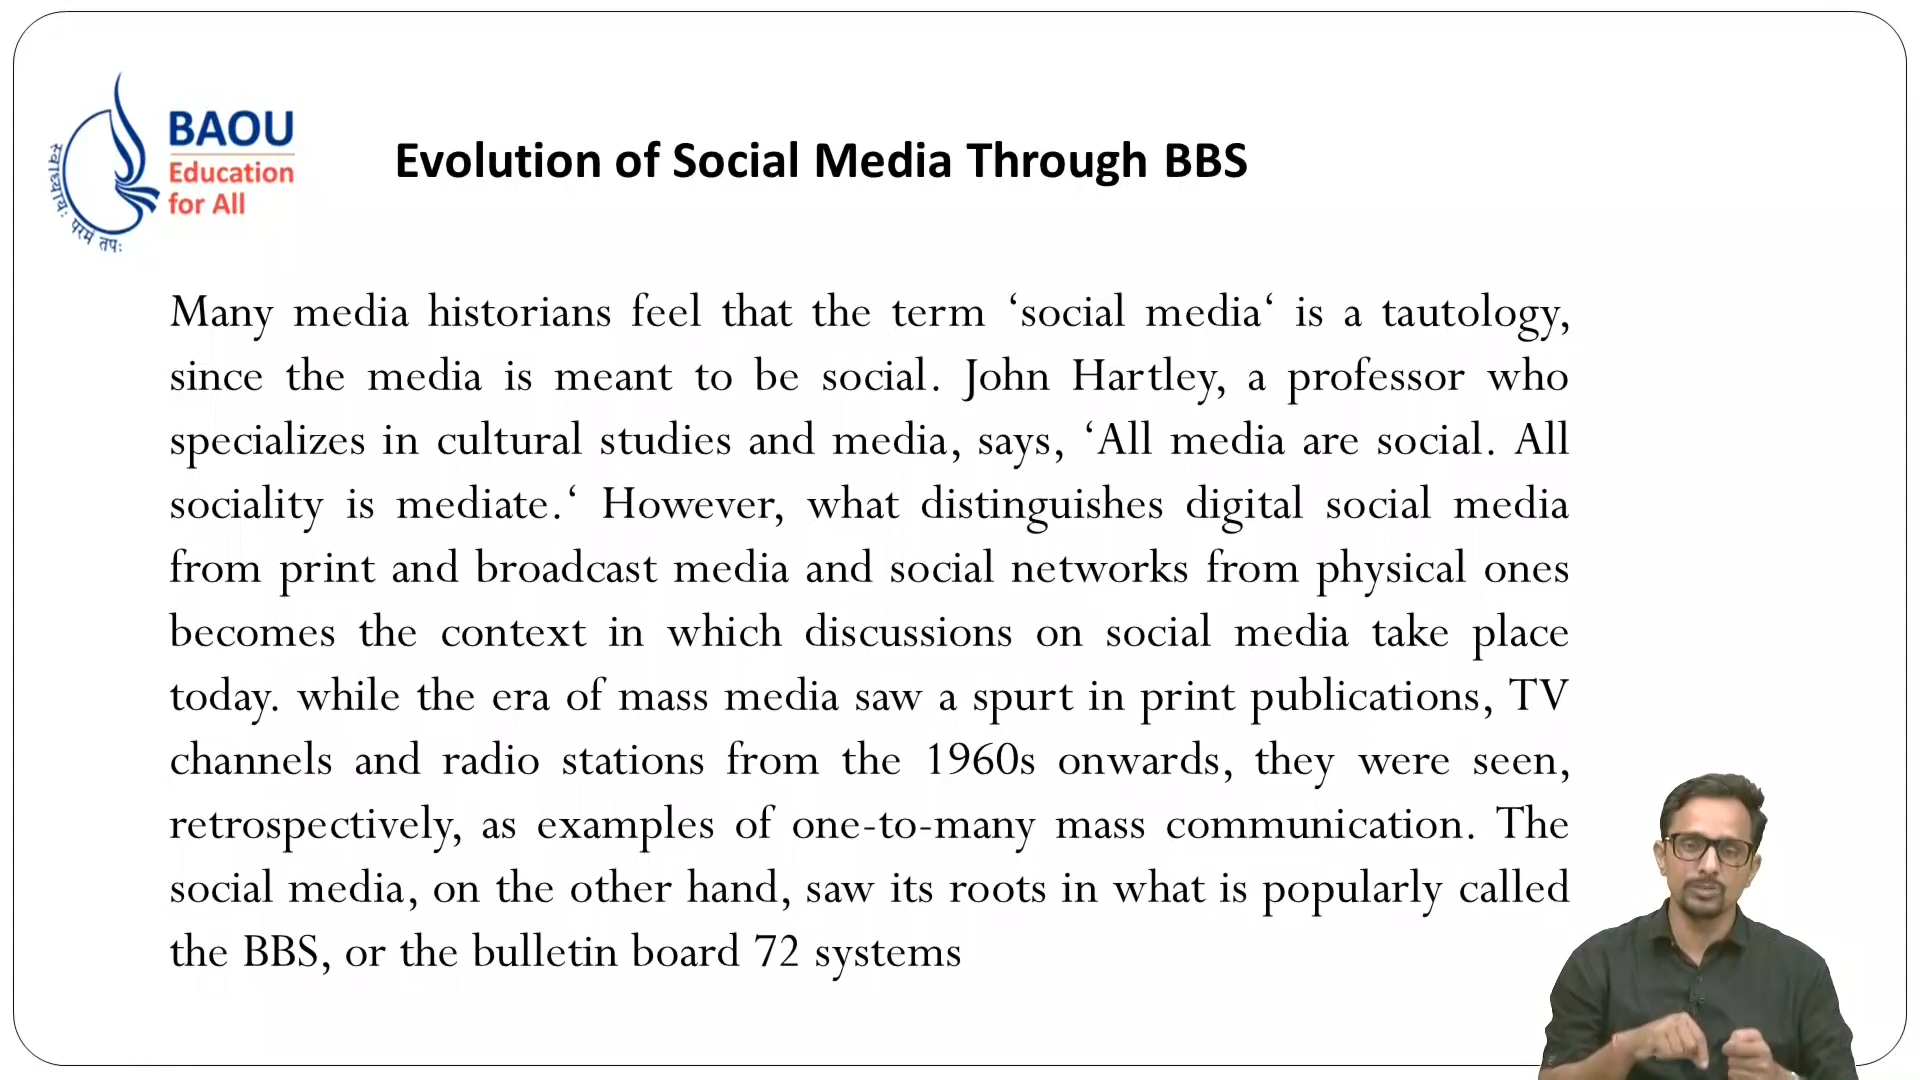 BAOU
Education
for All
स्वाध्यायः परमं तपः
Evolution of Social Media Through BBS
Many media historians feel that the term ‘social media‘ is a tautology,
since the media is meant to be social. John Hartley, a professor who
specializes in cultural studies and media, says, ‘All media are social. All
sociality is mediate.‘ However, what distinguishes digital social media
from print and broadcast media and social networks from physical ones
becomes the context in which discussions on social media take place
today. while the era of mass media saw a spurt in print publications, TV
channels and radio stations from the 1960s onwards, they were seen,
retrospectively, as examples of one-to-many mass communication. The
social media, on the other hand, saw its roots in what is popularly called
the BBS, or the bulletin board 72 systems